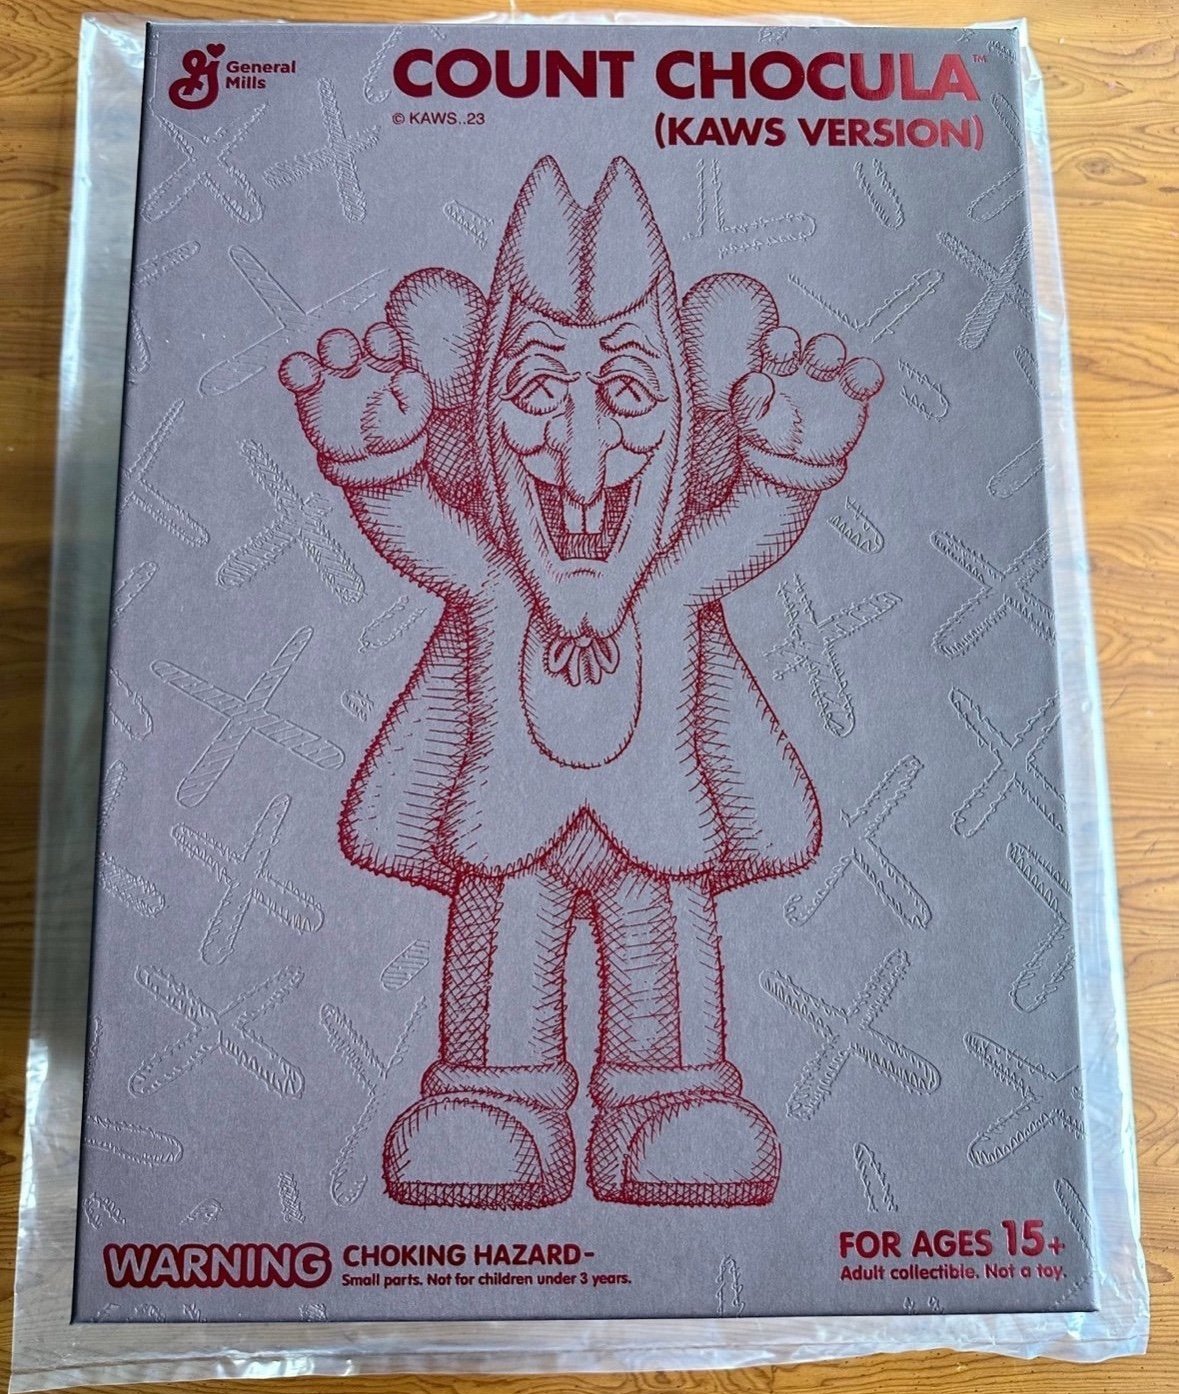 General
Mills
COUNT CHOCULA™
© KAWS..23
(KAWS VERSION)
WARNING CHOKING HAZARD-
Small parts. Not for children under 3 years.
FOR AGES 15+
Adult collectible. Not a toy.